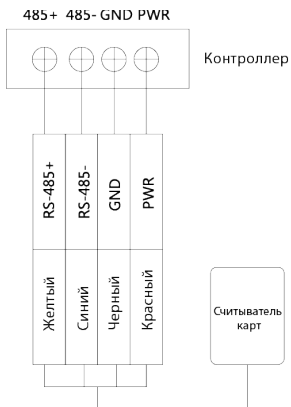 485+ 485- GND PWR
Контроллер
RS-485+
RS-485-
GND
PWR
Желтый
Синий
Черный
Красный
Считыватель
карт